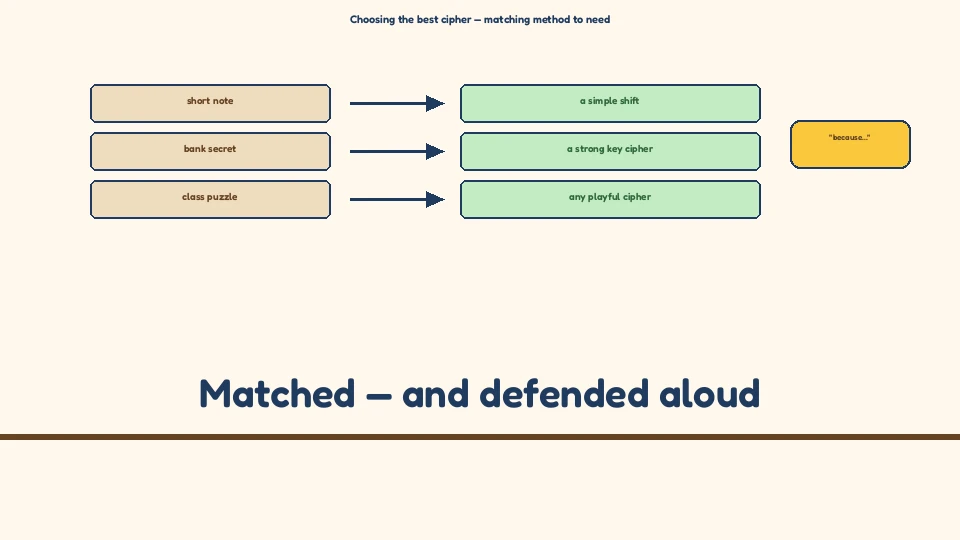 Choosing the best cipher — matching method to need
short note
a simple shift
"because..."
bank secret
a strong key cipher
class puzzle
any playful cipher
Matched — and defended aloud